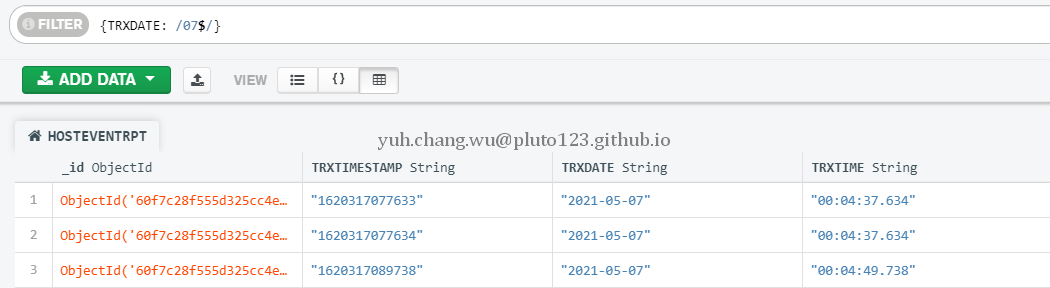 FILTER {TRXDATE: /07$/}
ADD DATA VIEW {}
HOSTEVENTRPT
yuh.chang.wu@pluto123.github.io
_id ObjectId TRXTIMESTAMP String TRXDATE String TRXTIME String
1 ObjectId('60f7c28f555d325cc4e… "1620317077633" "2021-05-07" "00:04:37.634"
2 ObjectId('60f7c28f555d325cc4e… "1620317077634" "2021-05-07" "00:04:37.634"
3 ObjectId('60f7c28f555d325cc4e… "1620317089738" "2021-05-07" "00:04:49.738"